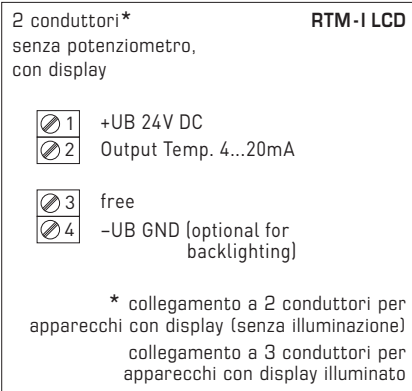 2 conduttori* RTM-I LCD
senza potenziometro,
con display
1 +UB 24V DC
2 Output Temp. 4...20mA
3 free
4 –UB GND (optional for
backlighting)
* collegamento a 2 conduttori per
apparecchi con display (senza illuminazione)
collegamento a 3 conduttori per
apparecchi con display illuminato